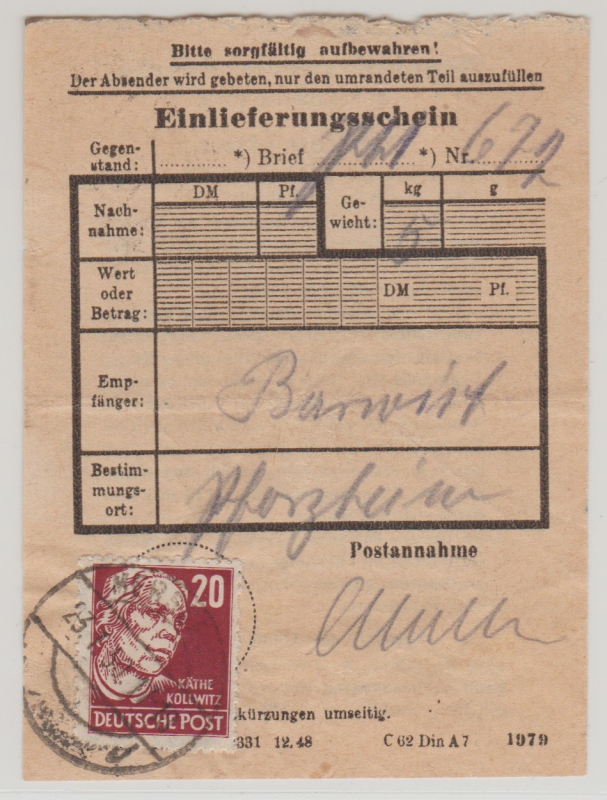 Bitte sorgfältig aufbewahren!
Der Absender wird gebeten, nur den umrandeten Teil auszufüllen
Einlieferungsschein
Gegen-
stand: *) Brief *) Nr. 672
DM Pf. kg g
Nach-
nahme:
Ge-
wicht: 5
Wert
oder
Betrag:
DM Pf.
Emp-
fänger: Barwirt
Bestim-
mungs-
ort: Pforzheim
Postannahme
20
KÄTHE
KOLLWITZ
DEUTSCHE POST
kürzungen umseitig.
331 12.48 C 62 Din A 7 1979